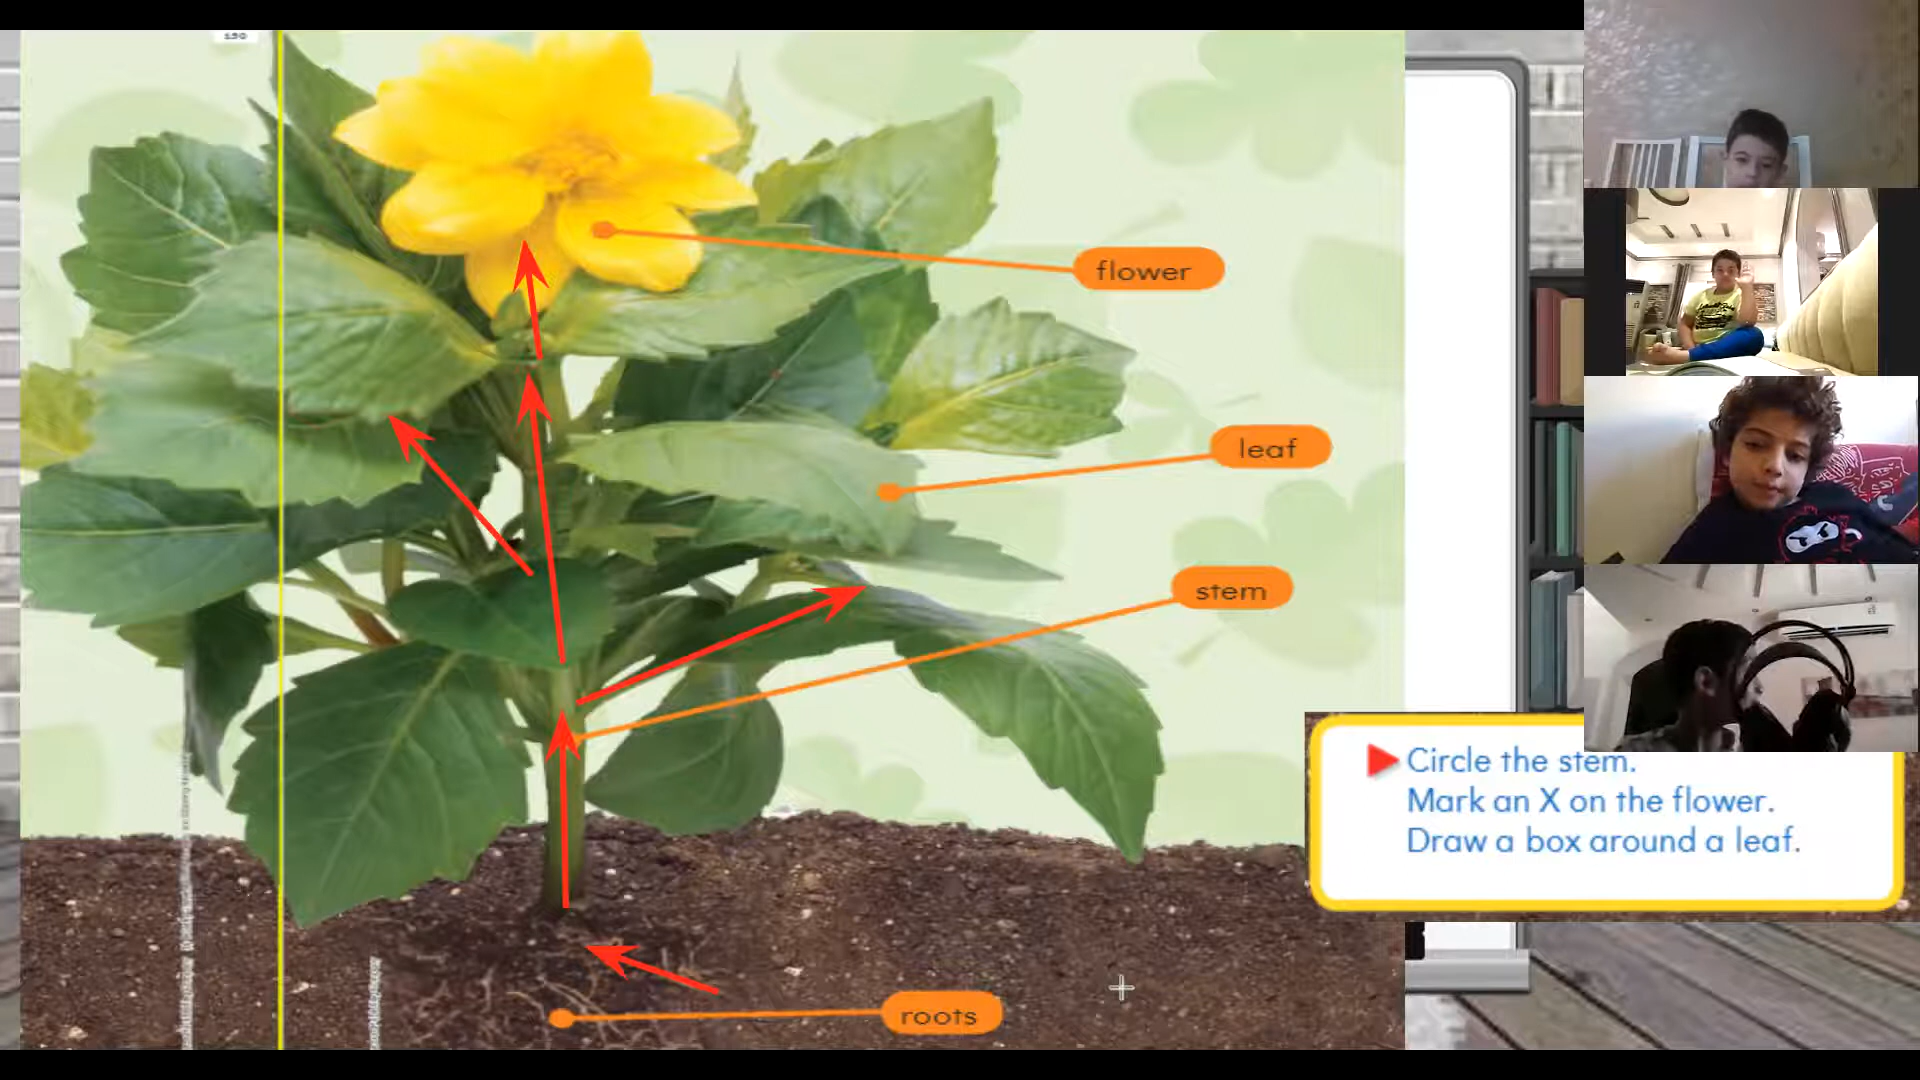 flower
leaf
stem
Circle the stem.
Mark an X on the flower.
Draw a box around a leaf.
roots